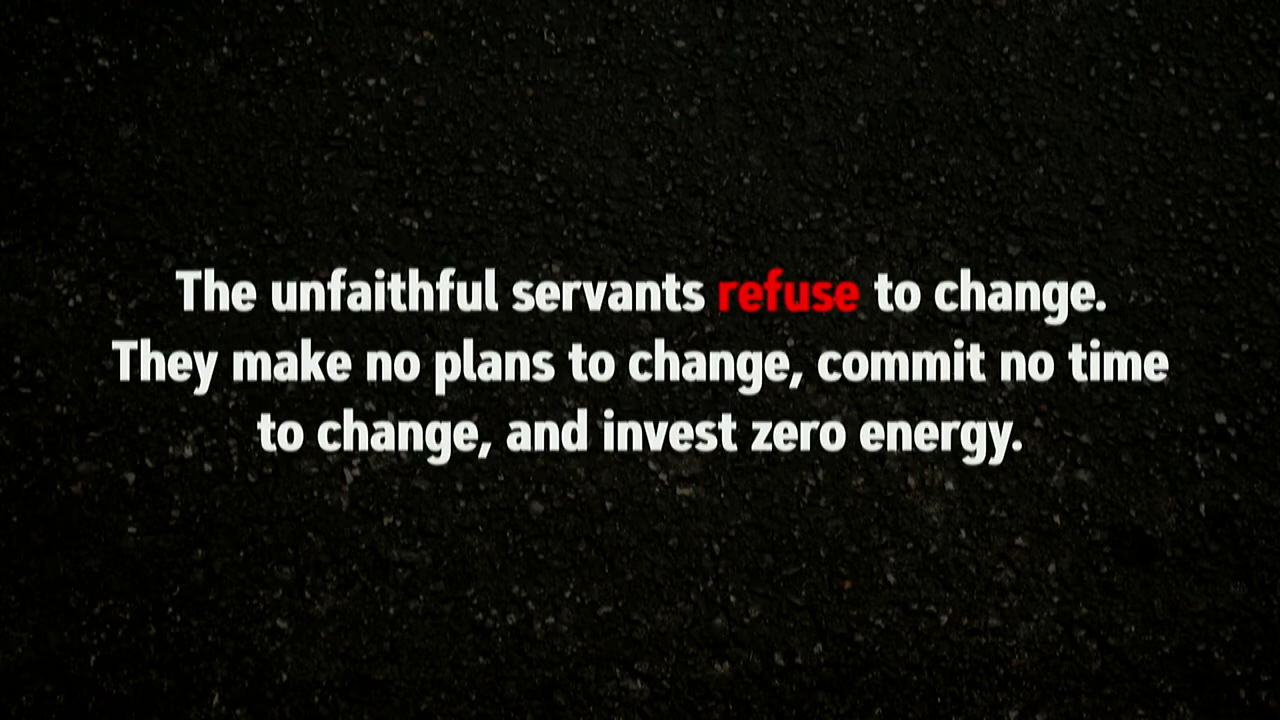 The unfaithful servants refuse to change.
They make no plans to change, commit no time
to change, and invest zero energy.